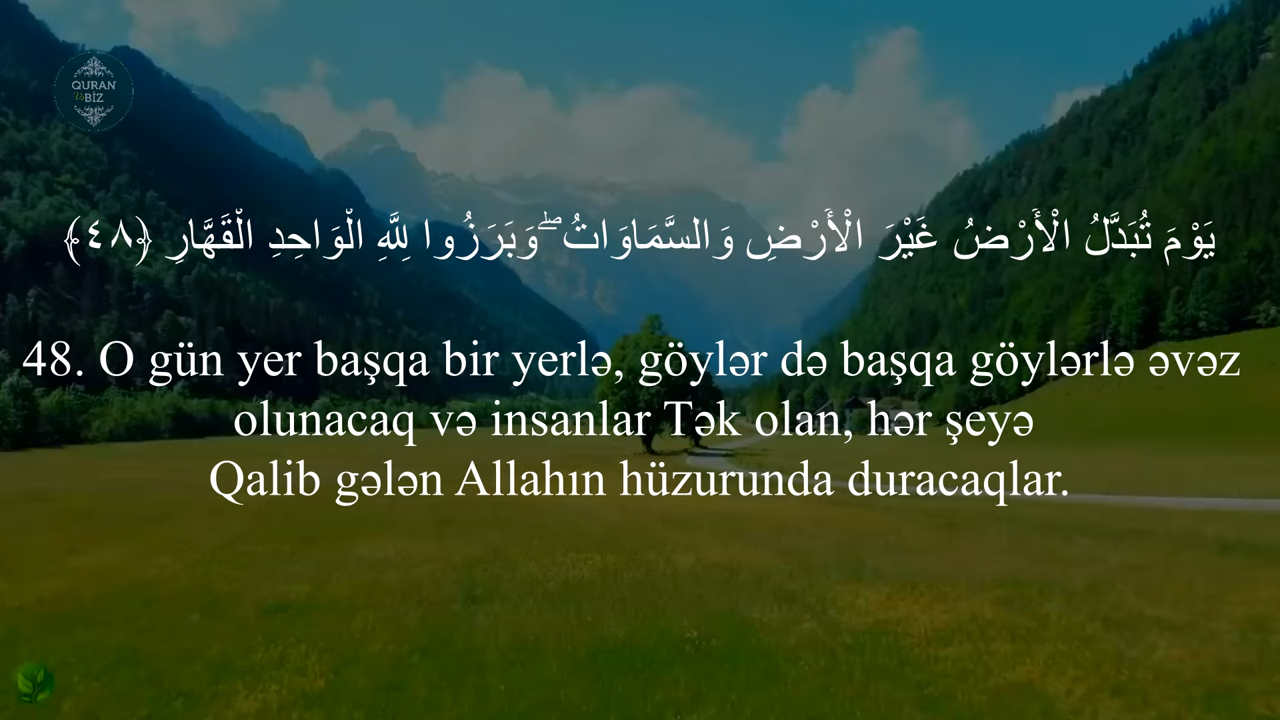 QURAN
Və
BİZ
يَوْمَ تُبَدَّلُ الْأَرْضُ غَيْرَ الْأَرْضِ وَالسَّمَاوَاتُ ۖ وَبَرَزُوا لِلَّهِ الْوَاحِدِ الْقَهَّارِ ﴿٤٨﴾
48. O gün yer başqa bir yerlə, göylər də başqa göylərlə əvəz
olunacaq və insanlar Tək olan, hər şeyə
Qalib gələn Allahın hüzurunda duracaqlar.